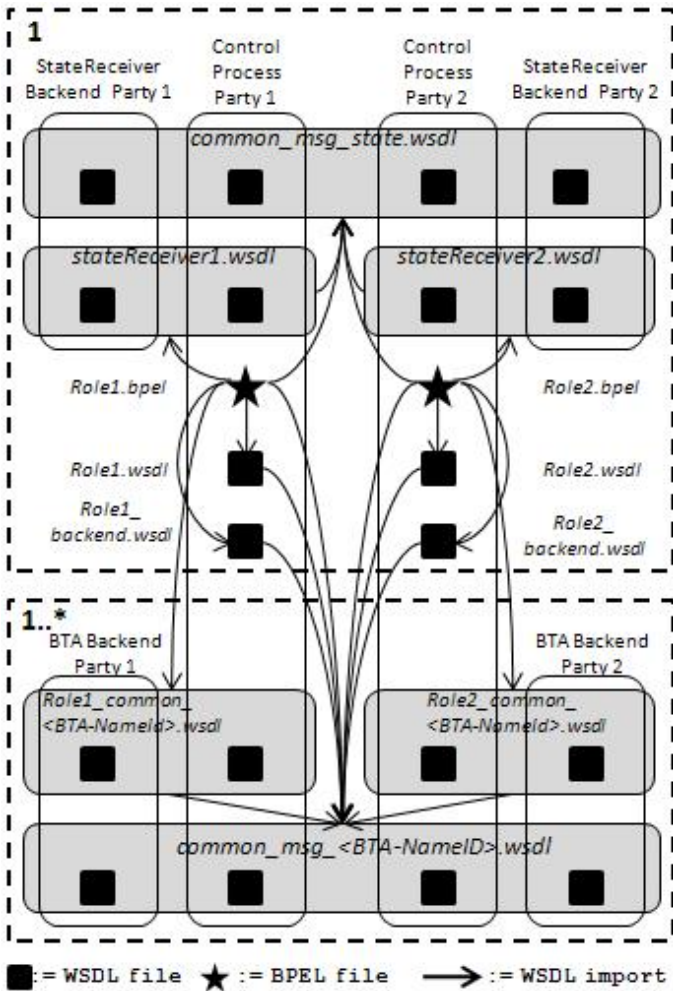 1
StateReceiver
Backend Party 1
Control
Process
Party 1
Control
Process
Party 2
StateReceiver
Backend Party 2
common_msg_state.wsdl
stateReceiver1.wsdl
stateReceiver2.wsdl
Role1.bpel
Role2.bpel
Role1.wsdl
Role2.wsdl
Role1_
backend.wsdl
Role2_
backend.wsdl
1..*
BTA Backend
Party 1
BTA Backend
Party 2
Role1_common_
<BTA-NameId>.wsdl
Role2_common_
<BTA-NameId>.wsdl
common_msg_<BTA-NameID>.wsdl
:= WSDL file := BPEL file := WSDL import